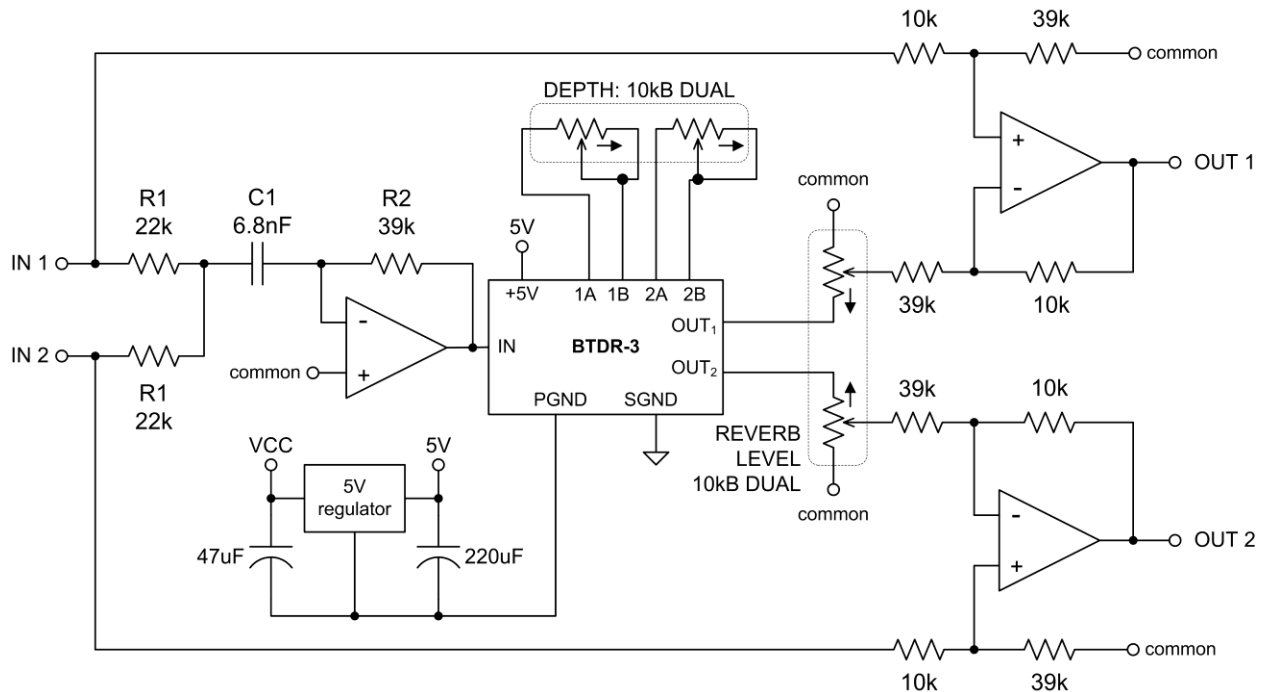 10k
39k
common
DEPTH: 10kB DUAL
OUT 1
common
R1
22k
C1
6.8nF
R2
39k
5V
IN 1
39k
10k
+5V
1A
1B
2A
2B
OUT1
BTDR-3
IN
OUT2
IN 2
common
R1
22k
PGND
SGND
39k
10k
VCC
5V
5V
regulator
REVERB
LEVEL
10kB DUAL
common
47uF
220uF
OUT 2
common
10k
39k
+
-
-
+
-
+